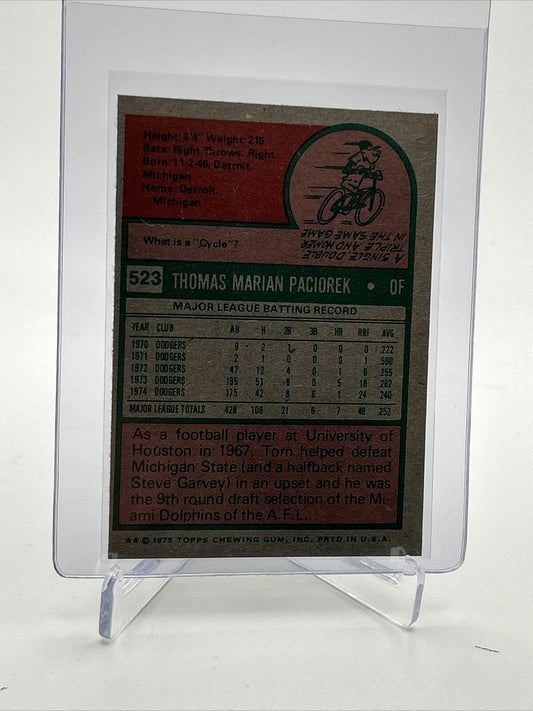 Height: 6'4" Weight: 215
Bats: Right Throws: Right
Born: 11-2-46, Detroit,
Michigan
Home: Detroit,
Michigan
What is a "Cycle"?
A SINGLE, DOUBLE,
TRIPLE AND HOMER
IN THE SAME GAME
523 THOMAS MARIAN PACIOREK • OF
MAJOR LEAGUE BATTING RECORD
YEAR CLUB AB H 2B 3B HR RBI AVG
1970 DODGERS 9 2 1 0 0 0 .222
1971 DODGERS 2 1 0 0 0 1 .500
1972 DODGERS 47 12 4 0 1 6 .255
1973 DODGERS 195 51 8 0 5 18 .262
1974 DODGERS 175 42 8 6 1 24 .240
MAJOR LEAGUE TOTALS 428 108 21 6 7 49 .252
As a football player at University of
Houston in 1967, Tom helped defeat
Michigan State (and a halfback named
Steve Garvey) in an upset and he was
the 9th round draft selection of the Mi-
ami Dolphins of the A.F.L.
★★ © 1975 TOPPS CHEWING GUM, INC. PRTD IN U.S.A.